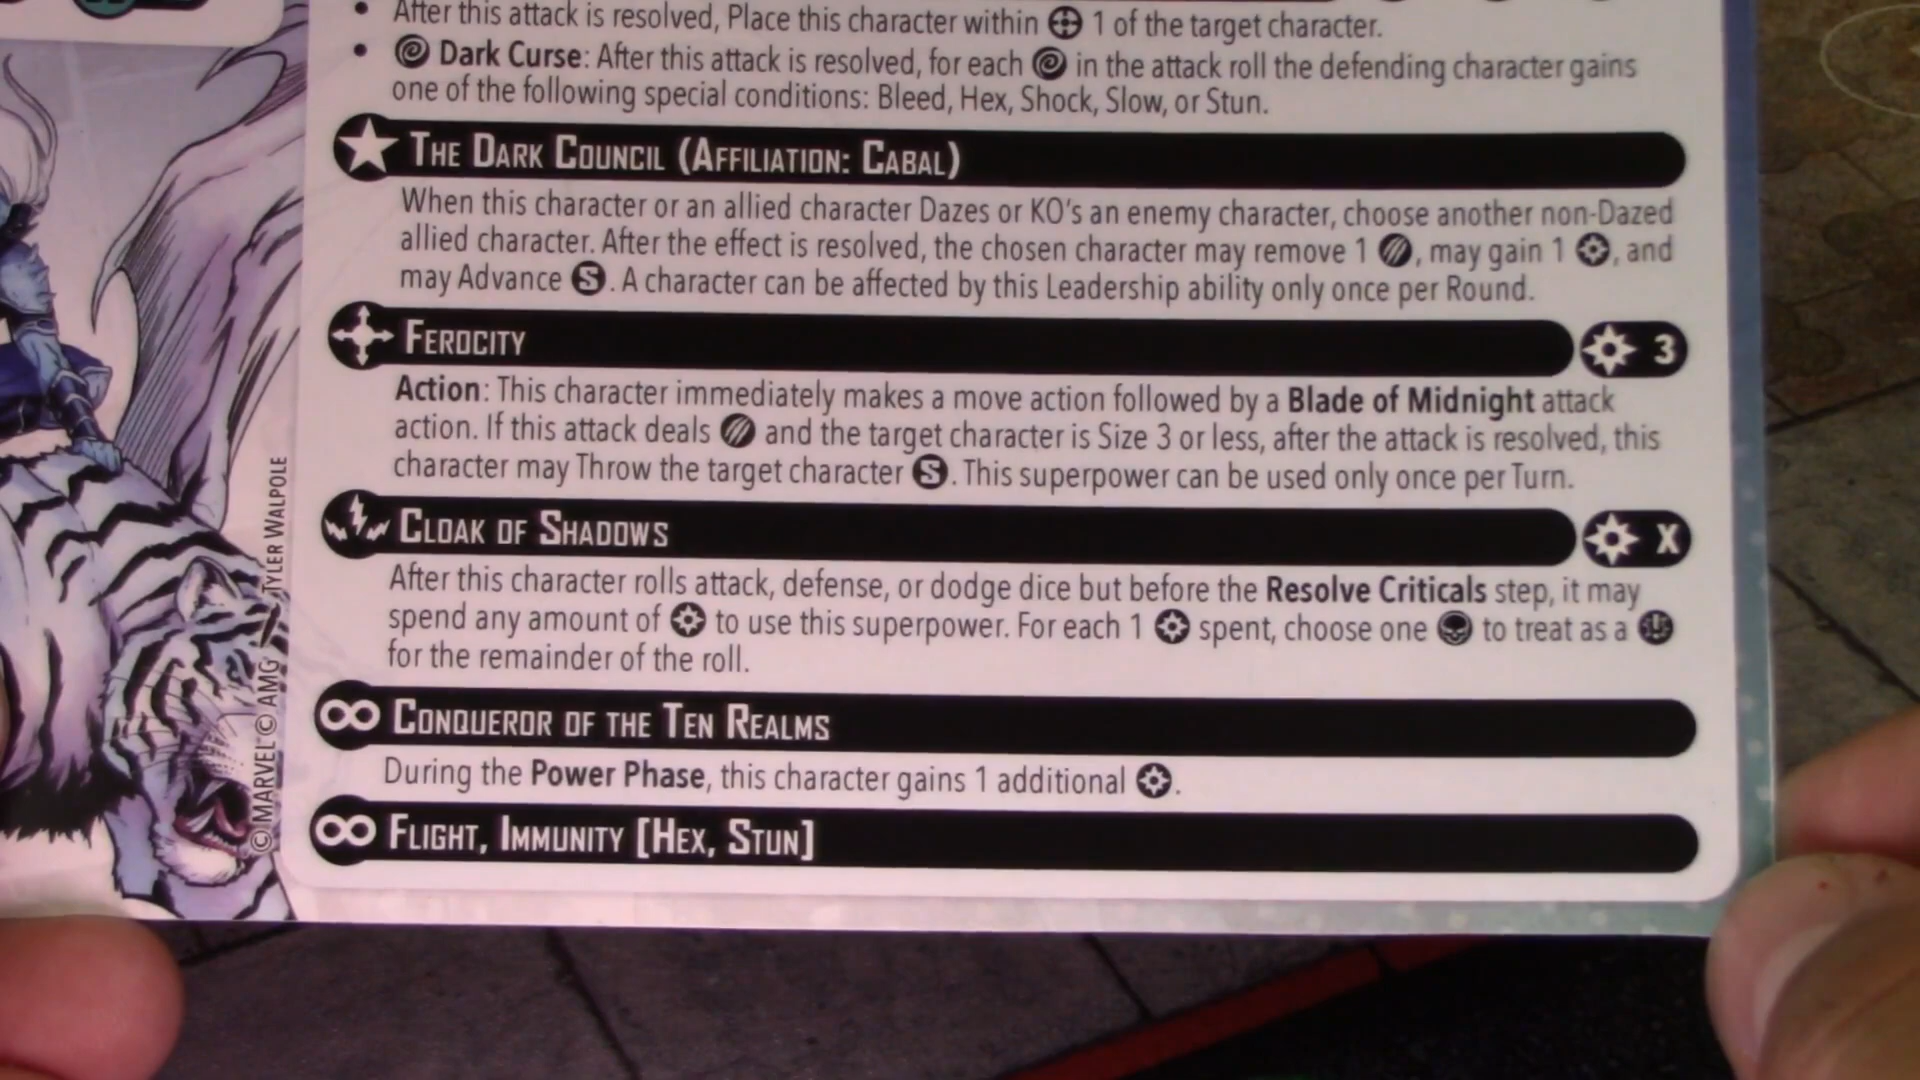 After this attack is resolved, Place this character within 1 of the target character.
Dark Curse: After this attack is resolved, for each in the attack roll the defending character gains
one of the following special conditions: Bleed, Hex, Shock, Slow, or Stun.
THE DARK COUNCIL (AFFILIATION: CABAL)
When this character or an allied character Dazes or KO's an enemy character, choose another non-Dazed
allied character. After the effect is resolved, the chosen character may remove 1 , may gain 1 , and
may Advance S. A character can be affected by this Leadership ability only once per Round.
FEROCITY 3
Action: This character immediately makes a move action followed by a Blade of Midnight attack
action. If this attack deals and the target character is Size 3 or less, after the attack is resolved, this
character may Throw the target character S. This superpower can be used only once per Turn.
CLOAK OF SHADOWS X
After this character rolls attack, defense, or dodge dice but before the Resolve Criticals step, it may
spend any amount of to use this superpower. For each 1 spent, choose one to treat as a
for the remainder of the roll.
CONQUEROR OF THE TEN REALMS
During the Power Phase, this character gains 1 additional .
FLIGHT, IMMUNITY [HEX, STUN]
© MARVEL © AMG TYLER WALPOLE